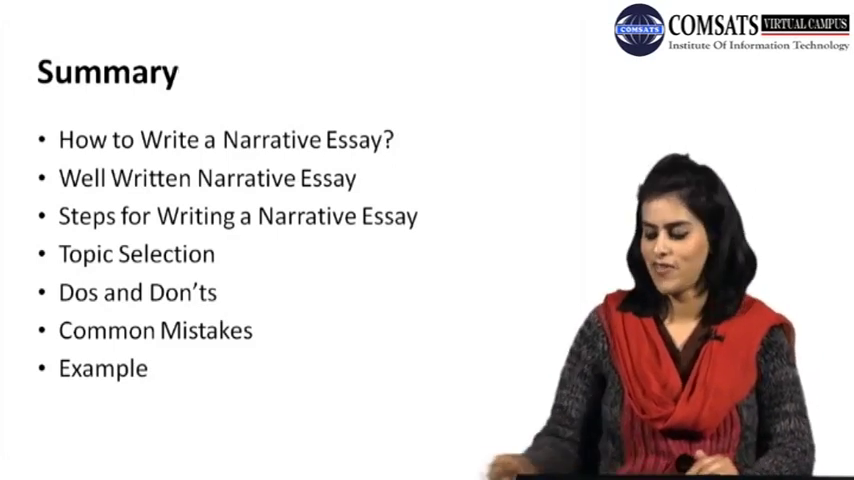 COMSATS VIRTUAL CAMPUS
COMSATS
Institute Of Information Technology
Summary
• How to Write a Narrative Essay?
• Well Written Narrative Essay
• Steps for Writing a Narrative Essay
• Topic Selection
• Dos and Don'ts
• Common Mistakes
• Example